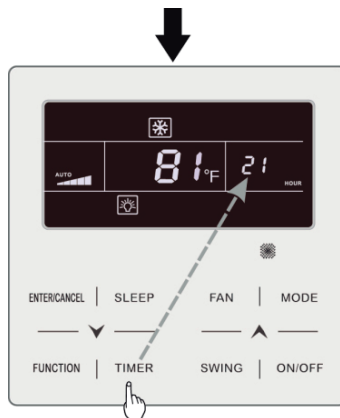 81°F
AUTO
21
HOUR
ENTER/CANCEL SLEEP FAN MODE
FUNCTION TIMER SWING ON/OFF